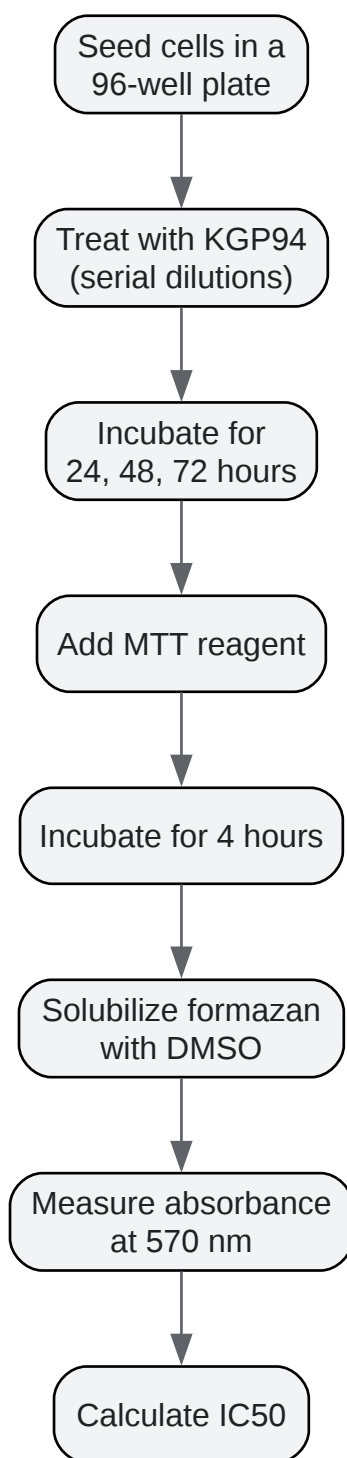 Seed cells in a
96-well plate
Treat with KGP94
(serial dilutions)
Incubate for
24, 48, 72 hours
Add MTT reagent
Incubate for 4 hours
Solubilize formazan
with DMSO
Measure absorbance
at 570 nm
Calculate IC50